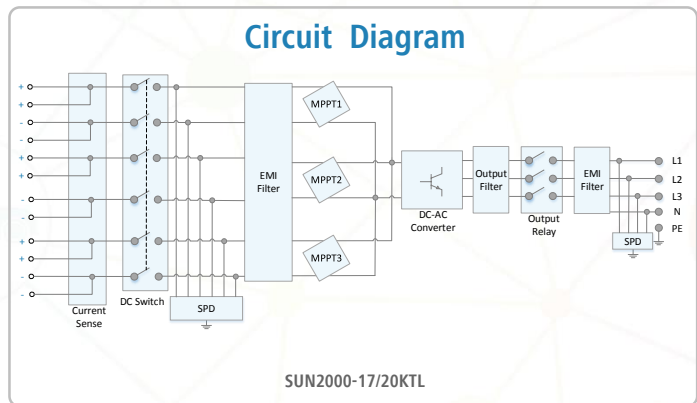 Circuit Diagram
+
+
-
-
+
+
-
-
+
+
-
-
Current
Sense
DC Switch
SPD
EMI
Filter
MPPT1
MPPT2
MPPT3
DC-AC
Converter
Output
Filter
Output
Relay
EMI
Filter
SPD
L1
L2
L3
N
PE
SUN2000-17/20KTL